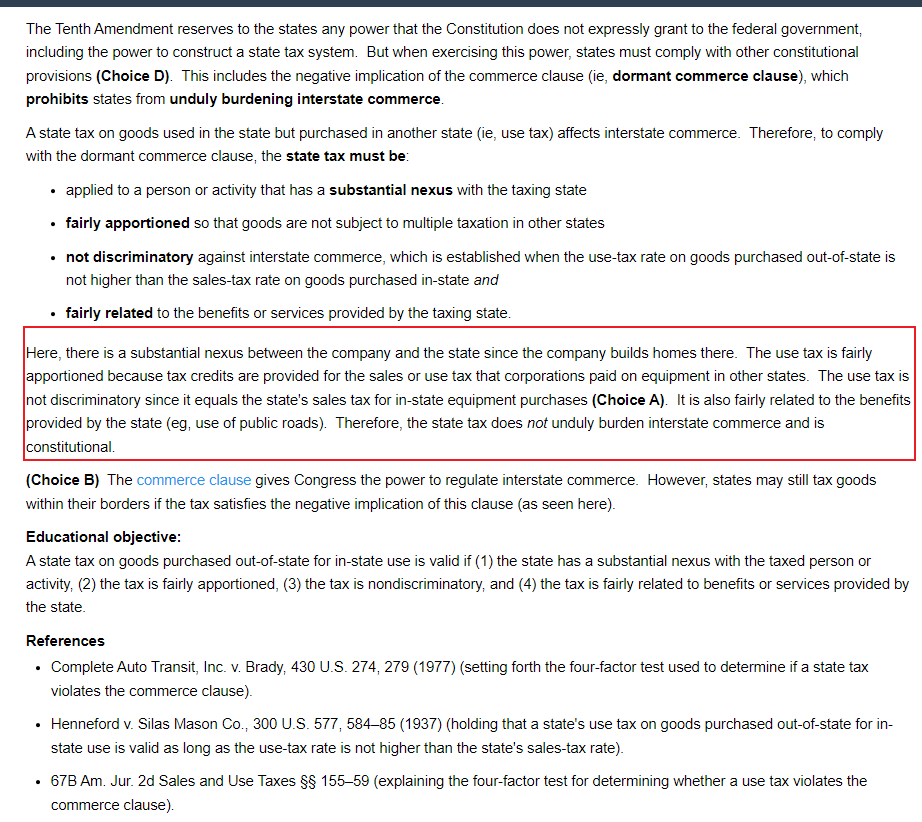 The Tenth Amendment reserves to the states any power that the Constitution does not expressly grant to the federal government,
including the power to construct a state tax system.  But when exercising this power, states must comply with other constitutional
provisions (Choice D).  This includes the negative implication of the commerce clause (ie, dormant commerce clause), which
prohibits states from unduly burdening interstate commerce.
A state tax on goods used in the state but purchased in another state (ie, use tax) affects interstate commerce.  Therefore, to comply
with the dormant commerce clause, the state tax must be:
• applied to a person or activity that has a substantial nexus with the taxing state
• fairly apportioned so that goods are not subject to multiple taxation in other states
• not discriminatory against interstate commerce, which is established when the use-tax rate on goods purchased out-of-state is
not higher than the sales-tax rate on goods purchased in-state and
• fairly related to the benefits or services provided by the taxing state.
Here, there is a substantial nexus between the company and the state since the company builds homes there.  The use tax is fairly
apportioned because tax credits are provided for the sales or use tax that corporations paid on equipment in other states.  The use tax is
not discriminatory since it equals the state's sales tax for in-state equipment purchases (Choice A).  It is also fairly related to the benefits
provided by the state (eg, use of public roads).  Therefore, the state tax does not unduly burden interstate commerce and is
constitutional.
(Choice B)  The commerce clause gives Congress the power to regulate interstate commerce.  However, states may still tax goods
within their borders if the tax satisfies the negative implication of this clause (as seen here).
Educational objective:
A state tax on goods purchased out-of-state for in-state use is valid if (1) the state has a substantial nexus with the taxed person or
activity, (2) the tax is fairly apportioned, (3) the tax is nondiscriminatory, and (4) the tax is fairly related to benefits or services provided by
the state.
References
• Complete Auto Transit, Inc. v. Brady, 430 U.S. 274, 279 (1977) (setting forth the four-factor test used to determine if a state tax
violates the commerce clause).
• Henneford v. Silas Mason Co., 300 U.S. 577, 584–85 (1937) (holding that a state's use tax on goods purchased out-of-state for in-
state use is valid as long as the use-tax rate is not higher than the state's sales-tax rate).
• 67B Am. Jur. 2d Sales and Use Taxes §§ 155–59 (explaining the four-factor test for determining whether a use tax violates the
commerce clause).